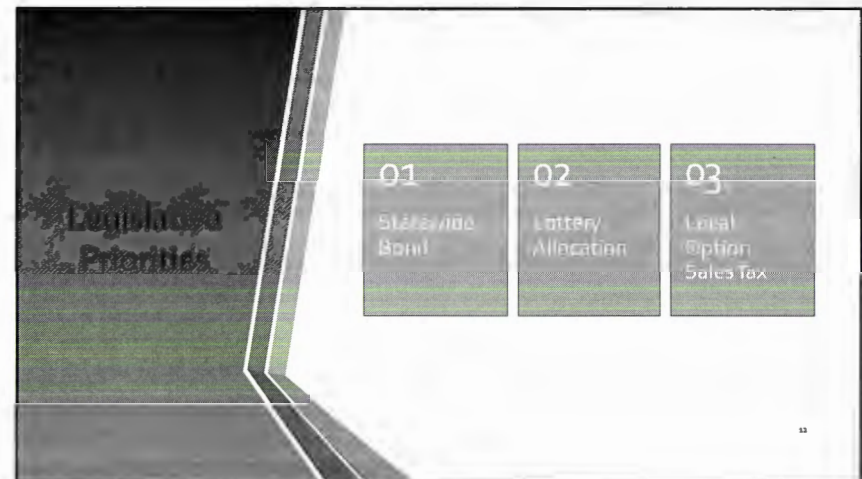 Legislative
Priorities
01
Statewide
Bond
02
Lottery
Allocation
03
Local
Option
Sales Tax